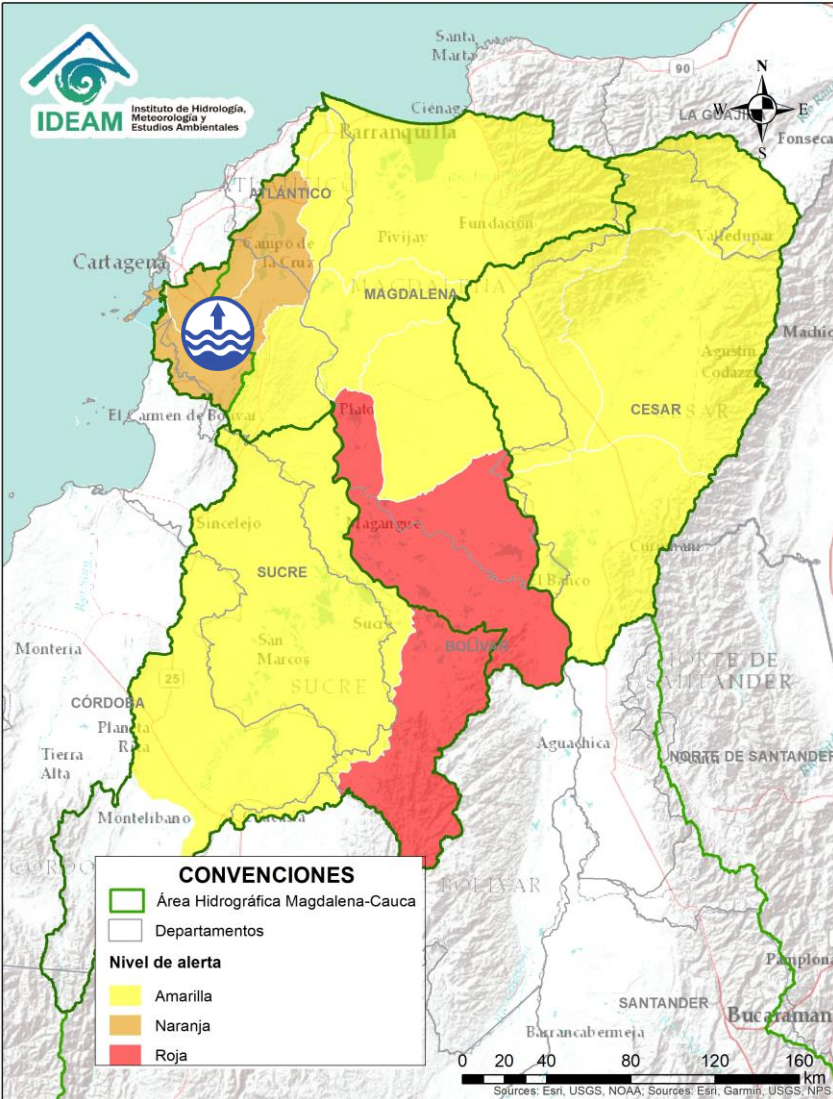 IDEAM
Instituto de Hidrología,
Meteorología y
Estudios Ambientales
Santa
Marta
90
N
W
E
S
LA GUAJIRA
Ciénaga
Fonseca
Barranquilla
ATLÁNTICO
Campo de
la Cruz
Pivijay
Fundación
Valledupar
Cartagena
MAGDALENA
MAGDALENA
Agustín
Codazzi
CESAR
CESAR
El Carmen de Bolívar
Plato
Sincelejo
Magangué
SUCRE
El Banco
Sucre
BOLÍVAR
Montería
San
Marcos
SUCRE
NORTE DE
SANTANDER
25
CÓRDOBA
Planeta
Rica
Tierra
Alta
Aguachica
NORTE DE SANTANDER
Montelíbano
BOLÍVAR
CONVENCIONES
Área Hidrográfica Magdalena-Cauca
Departamentos
Nivel de alerta
Amarilla
Naranja
Roja
Pamplona
SANTANDER
Bucaraman
Barrancabermeja
0 20 40 80 120 160
km
Sources: Esri, USGS, NOAA; Sources: Esri, Garmin, USGS, NPS